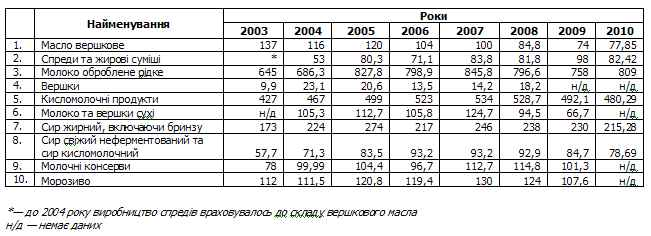 Найменування Роки
2003 2004 2005 2006 2007 2008 2009 2010
1. Масло вершкове 137 116 120 104 100 84,8 74 77,85
2. Спреди та жирові суміші * 53 80,3 71,1 83,8 81,8 98 82,42
3. Молоко оброблене рідке 645 686,3 827,8 798,9 845,8 796,6 758 809
4. Вершки 9,9 23,1 20,6 13,5 14,2 18,2 н/д н/д
5. Кисломолочні продукти 427 467 499 523 534 528,7 492,1 480,29
6. Молоко та вершки сухі н/д 105,3 112,7 105,8 124,7 94,5 66,7 н/д
7. Сир жирний, включаючи бринзу 173 224 274 217 246 238 230 215,28
8. Сир свіжий неферментований та
сир кисломолочний 57,7 71,3 83,5 93,2 93,2 92,9 84,7 78,69
9. Молочні консерви 78 99,99 104,4 96,7 112,7 114,8 101,3 н/д
10. Морозиво 112 111,5 120,8 119,4 130 124 107,6 н/д
*— до 2004 року виробництво спредів враховувалось до складу вершкового масла
н/д — немає даних